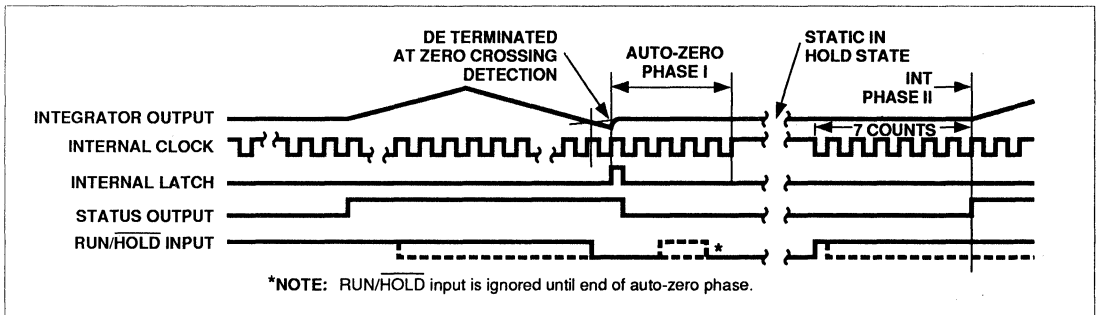 DE TERMINATED
AT ZERO CROSSING
DETECTION
AUTO-ZERO
PHASE I
STATIC IN
HOLD STATE
INT
PHASE II
INTEGRATOR OUTPUT
7 COUNTS
INTERNAL CLOCK
INTERNAL LATCH
STATUS OUTPUT
RUN/HOLD INPUT
*
*NOTE: RUN/HOLD input is ignored until end of auto-zero phase.